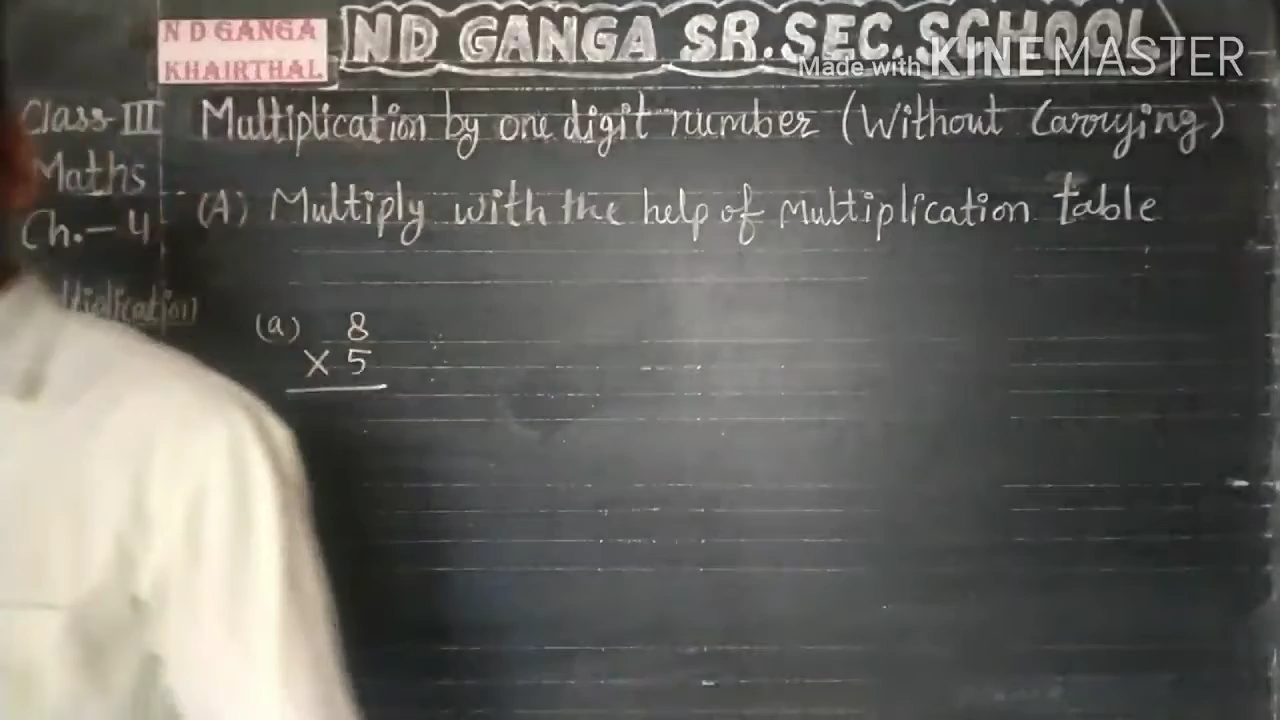 N D GANGA
KHAIRTHAL
ND GANGA SR. SEC. SCHOOL
Made with KINEMASTER
Class-III
Maths
Ch.-4
Multiplication by one digit number (Without Carrying)
(A) Multiply with the help of Multiplication table
(a) 8
X 5